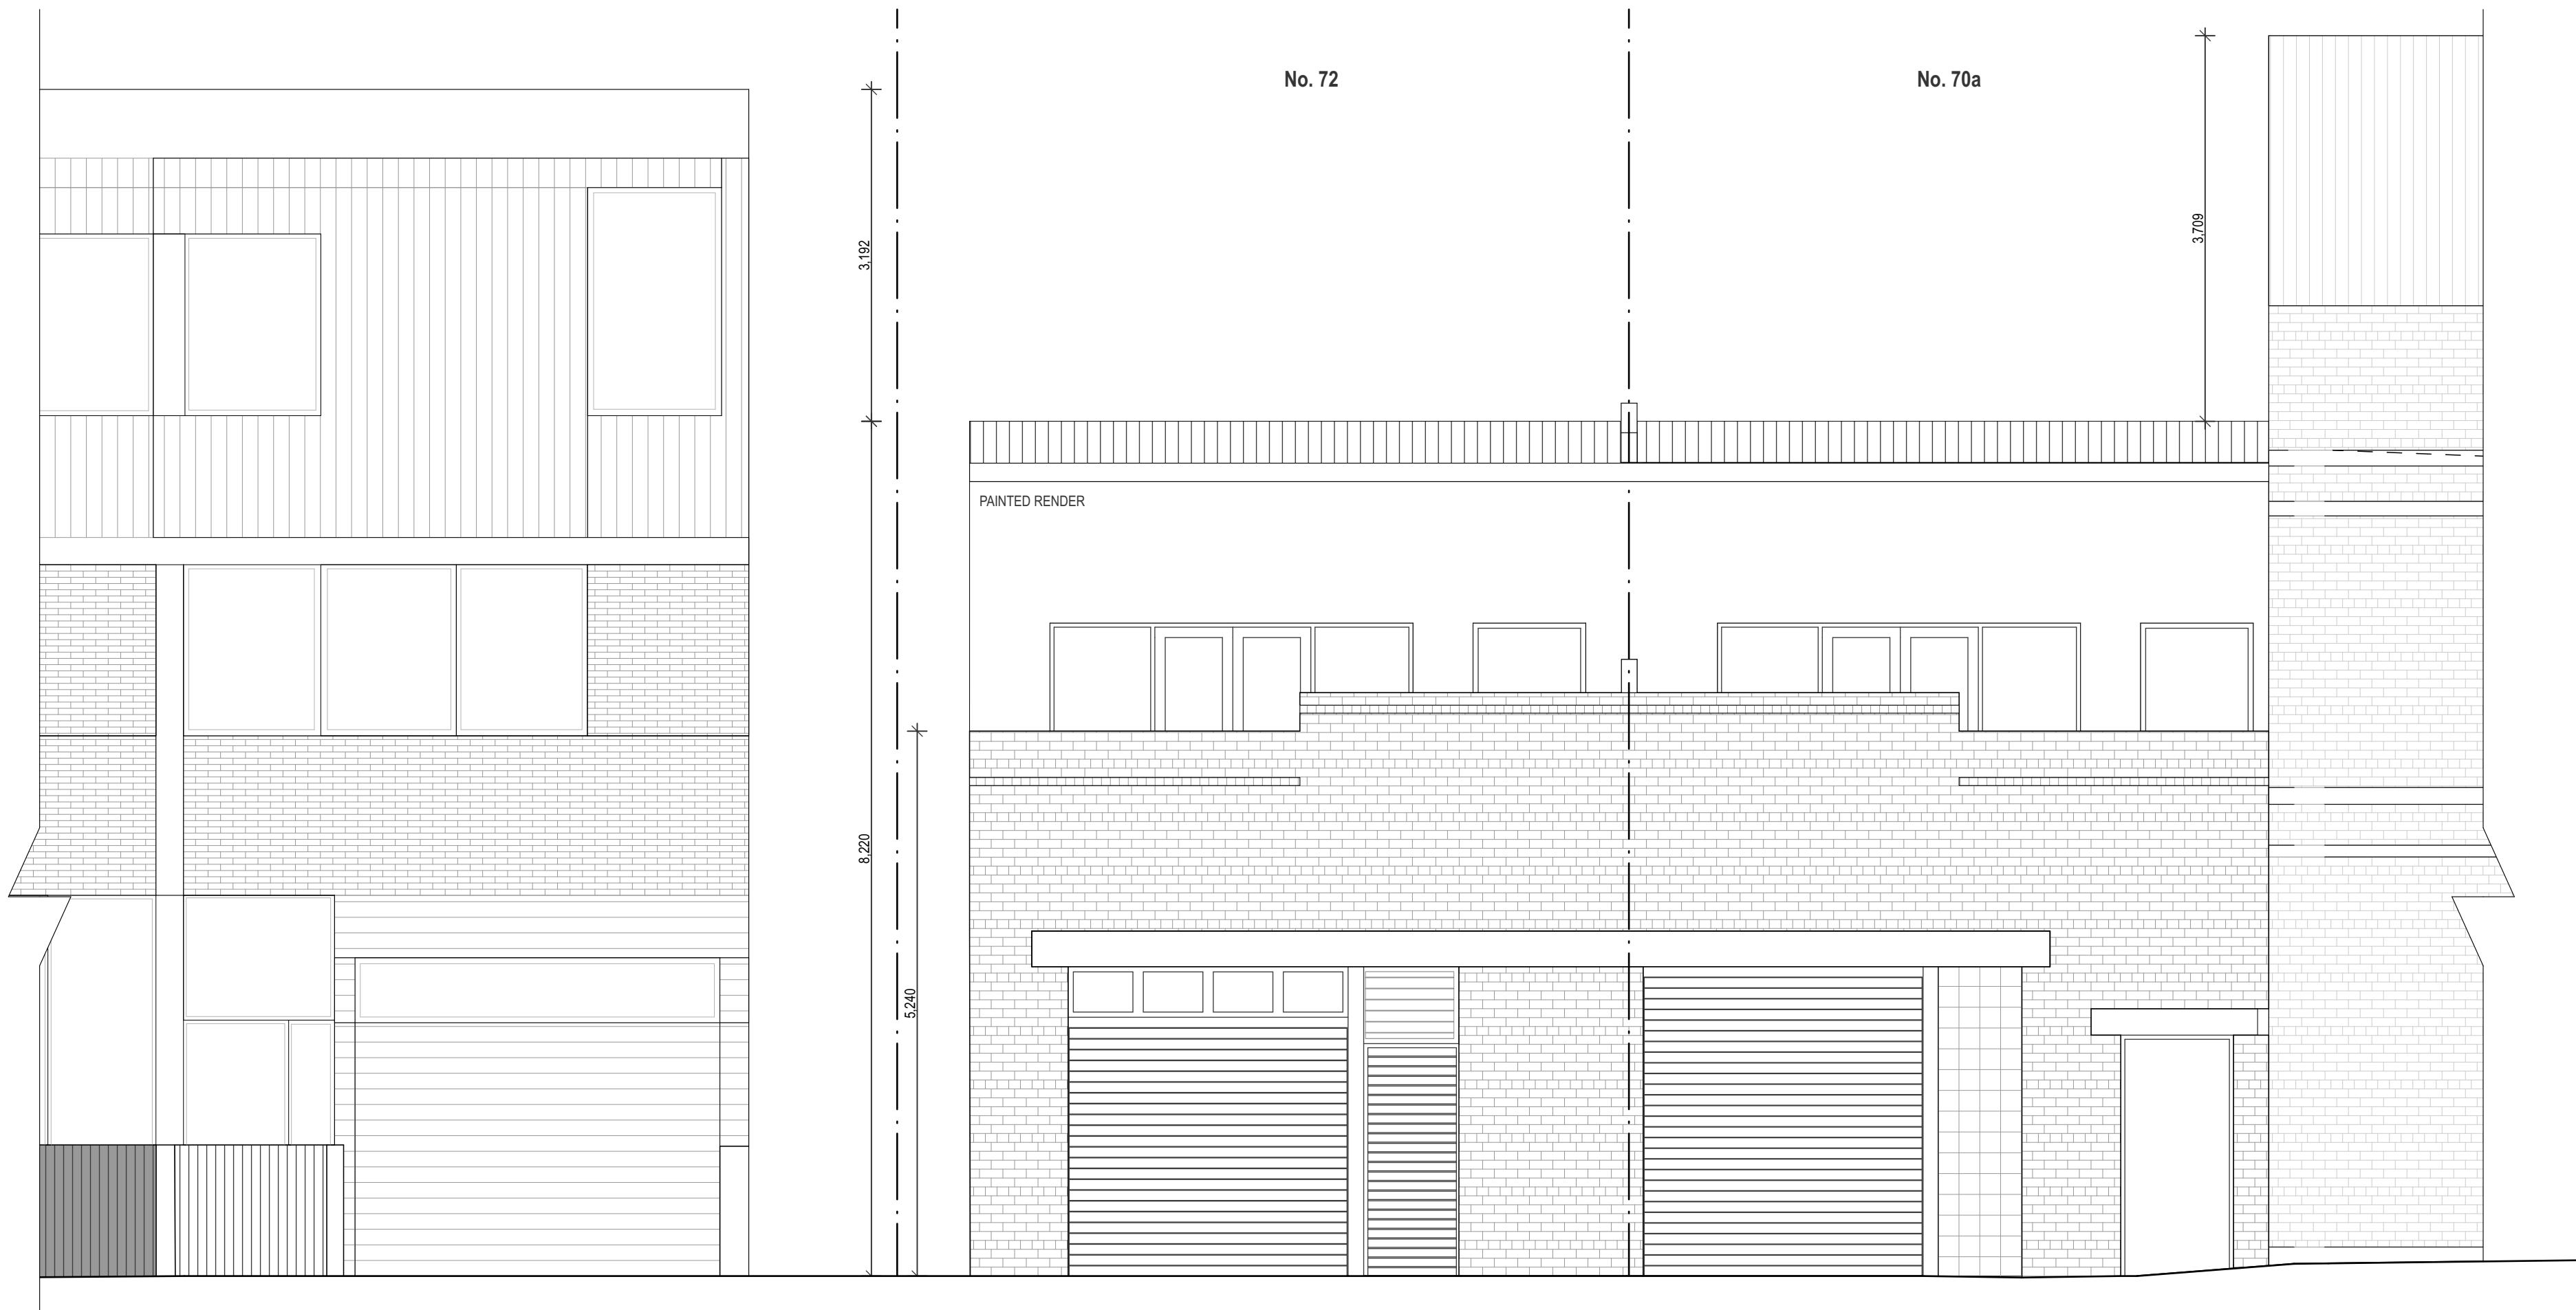 No. 72
No. 70a
3,192
3,709
PAINTED RENDER
8,220
5,240